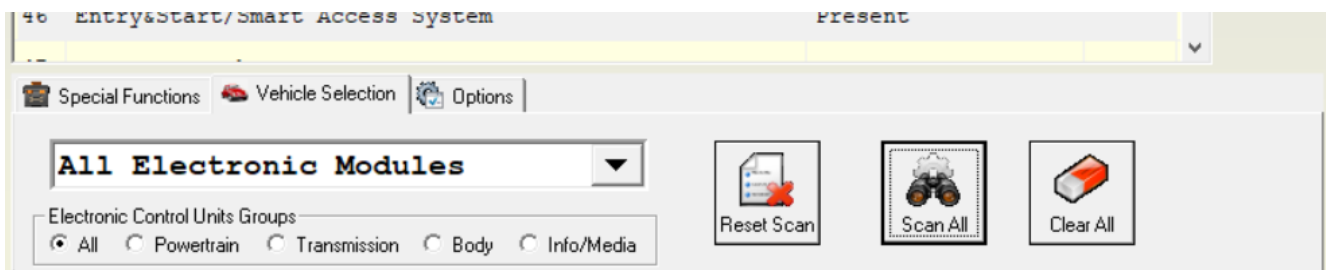 46 Entry&Start/Smart Access System Present
Special Functions Vehicle Selection Options
All Electronic Modules
Electronic Control Units Groups
All Powertrain Transmission Body Info/Media
Reset Scan Scan All Clear All